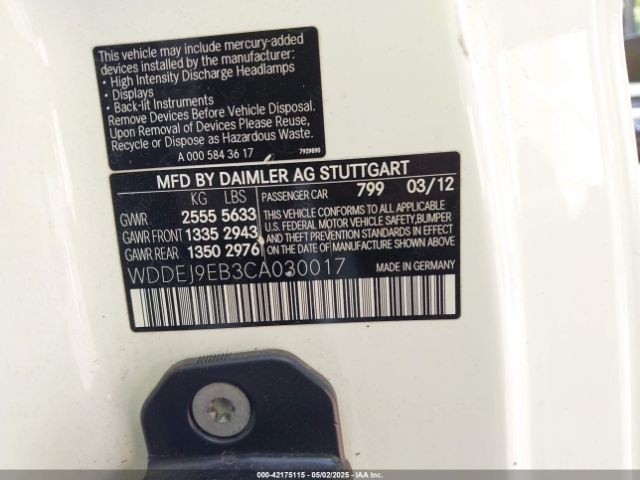 This vehicle may include mercury-added
devices installed by the manufacturer:
• High Intensity Discharge Headlamps
• Displays
• Back-lit Instruments
Remove Devices Before Vehicle Disposal.
Upon Removal of Devices Please Reuse,
Recycle or Dispose as Hazardous Waste.
A 000 584 36 17
7929890
MFD BY DAIMLER AG STUTTGART
KG LBS PASSENGER CAR 799 03/12
GVWR 2555 5633
GAWR FRONT 1335 2943
GAWR REAR 1350 2976
THIS VEHICLE CONFORMS TO ALL APPLICABLE
U.S. FEDERAL MOTOR VEHICLE SAFETY, BUMPER
AND THEFT PREVENTION STANDARDS IN EFFECT
ON THE DATE OF MANUFACTURE SHOWN ABOVE.
WDDEJ9EB3CA030017
MADE IN GERMANY
000-42175115 - 05/02/2025 - IAAI.com